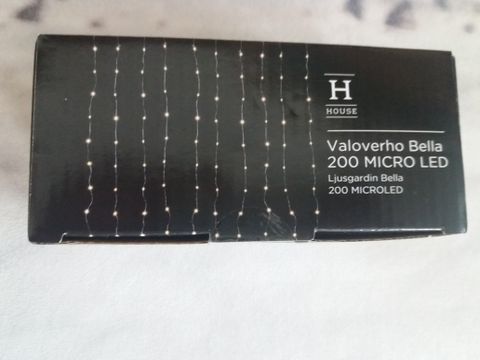 H
HOUSE
Valoverho Bella
200 MICRO LED
Ljusgardin Bella
200 MICROLED